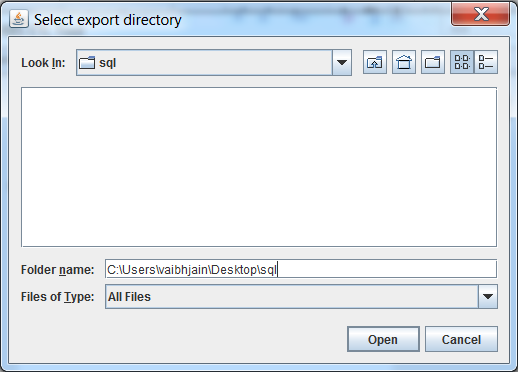 Select export directory
Look In: sql
Folder name: C:\Users\vaibhjain\Desktop\sql
Files of Type: All Files
Open Cancel